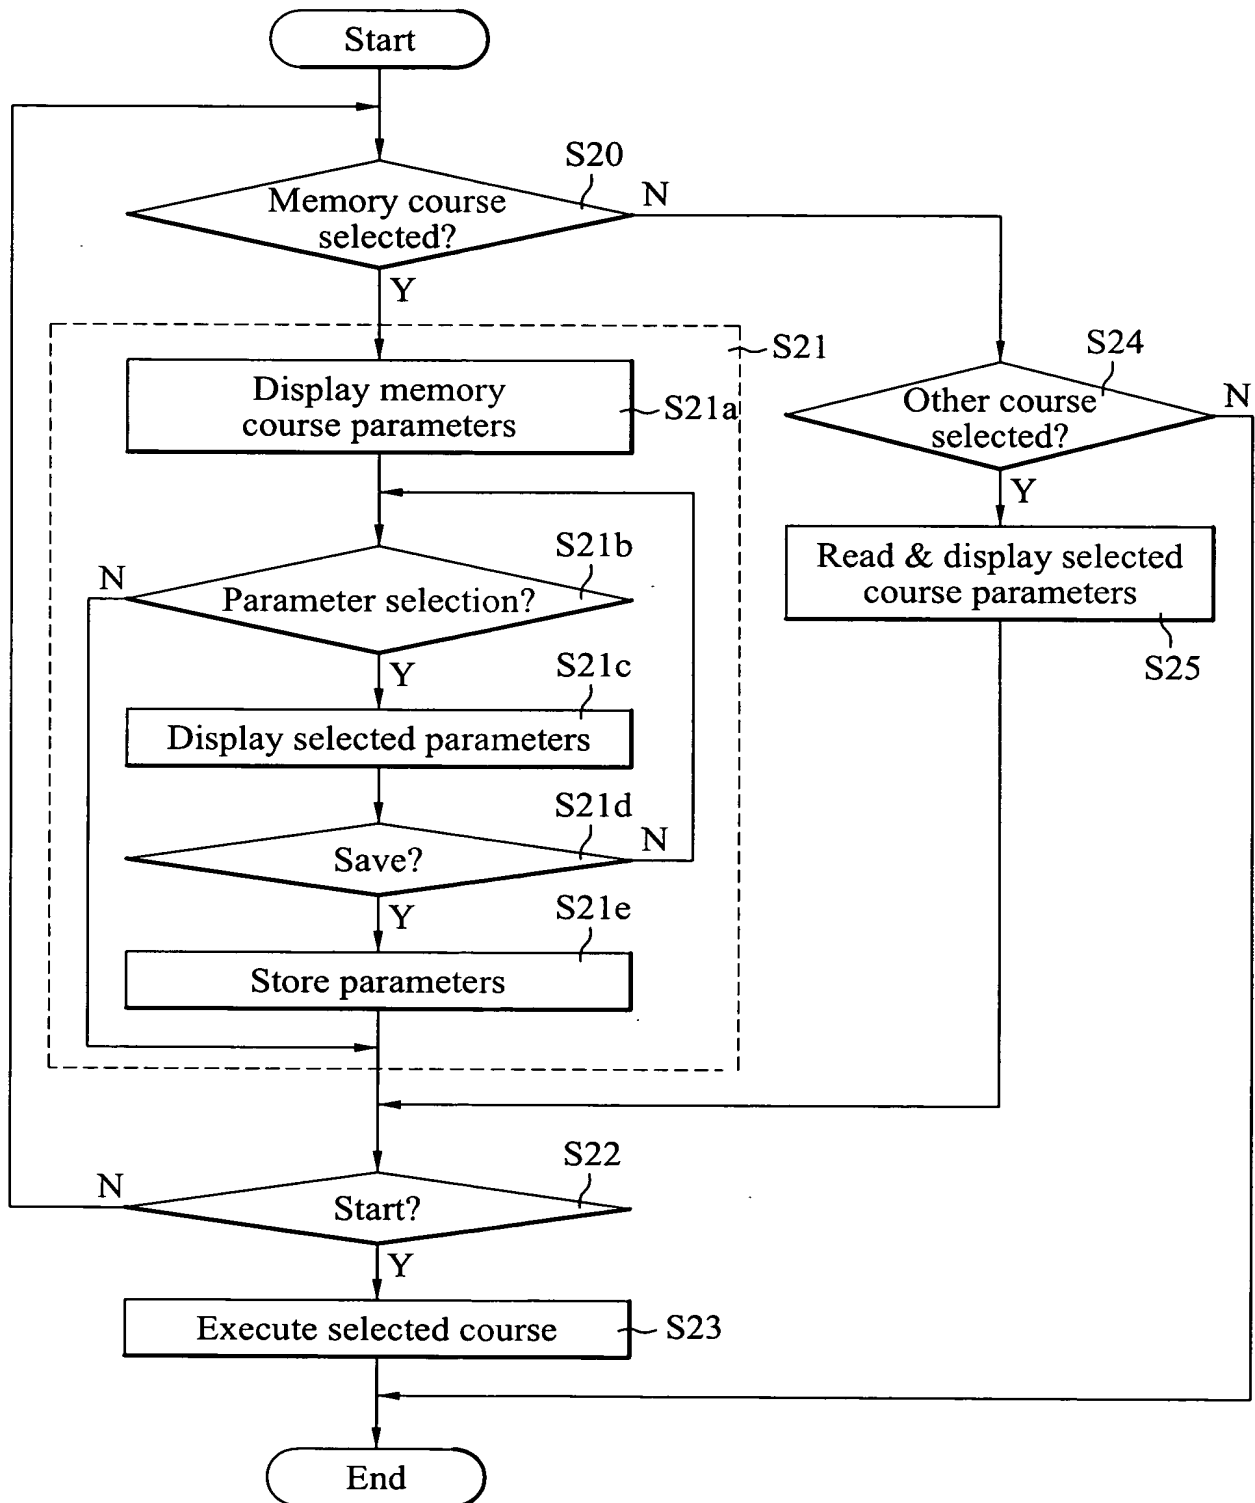 Start
S20
Memory course
selected?
N
Y
S21
Display memory
course parameters
S21a
S24
Other course
selected?
N
Y
Read & display selected
course parameters
S25
S21b
Parameter selection?
N
Y
S21c
Display selected parameters
S21d
Save?
N
Y
S21e
Store parameters
S22
Start?
N
Y
Execute selected course
S23
End